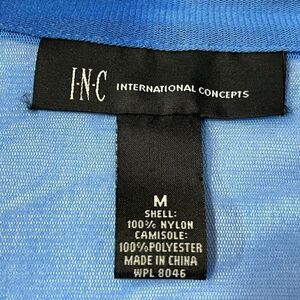 I·N·C INTERNATIONAL CONCEPTS
M
SHELL:
100% NYLON
CAMISOLE:
100%POLYESTER
MADE IN CHINA
WPL 8046